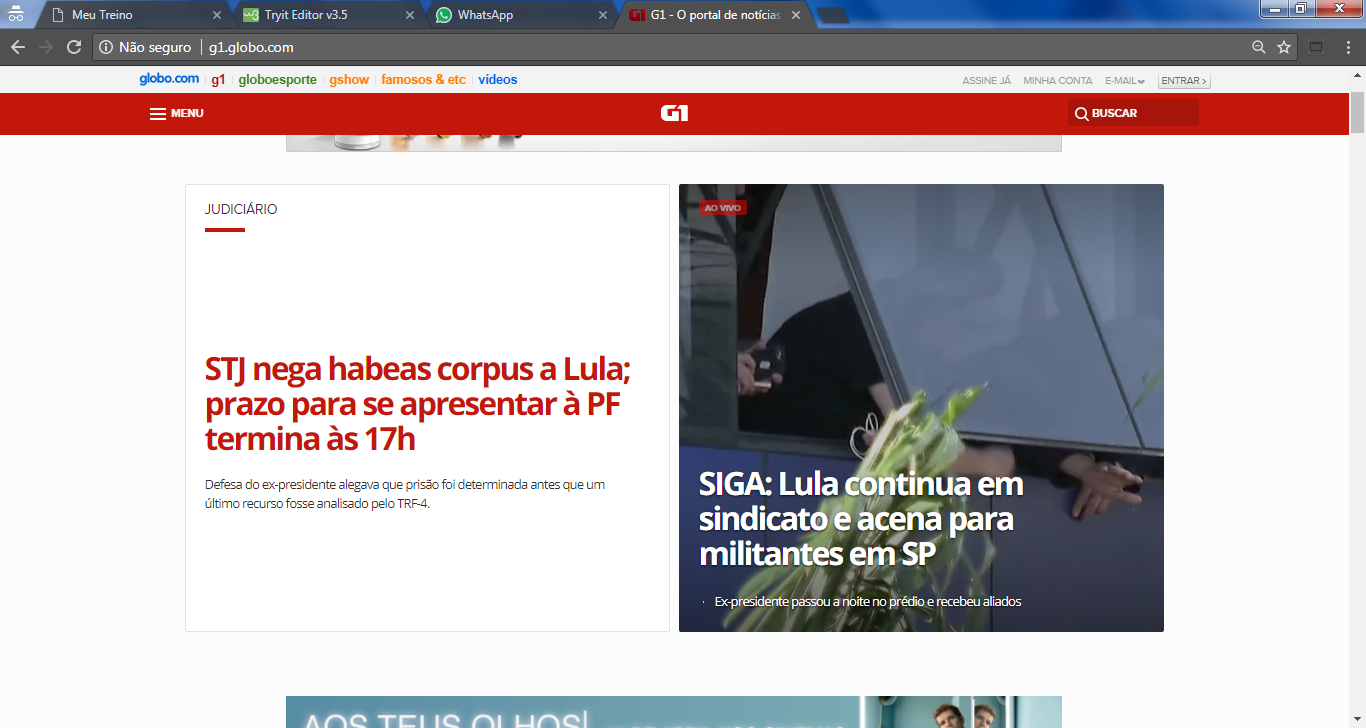 Meu Treino
Tryit Editor v3.5
WhatsApp
G1 - O portal de notícias
Não seguro
g1.globo.com
globo.com
g1
globoesporte
gshow
famosos & etc
vídeos
ASSINE JÁ
MINHA CONTA
E-MAIL
ENTRAR ›
MENU
G1
BUSCAR
JUDICIÁRIO
STJ nega habeas corpus a Lula;
prazo para se apresentar à PF
termina às 17h
Defesa do ex-presidente alegava que prisão foi determinada antes que um
último recurso fosse analisado pelo TRF-4.
AO VIVO
SIGA: Lula continua em
sindicato e acena para
militantes em SP
· Ex-presidente passou a noite no prédio e recebeu aliados
AOS TEUS OLHOS